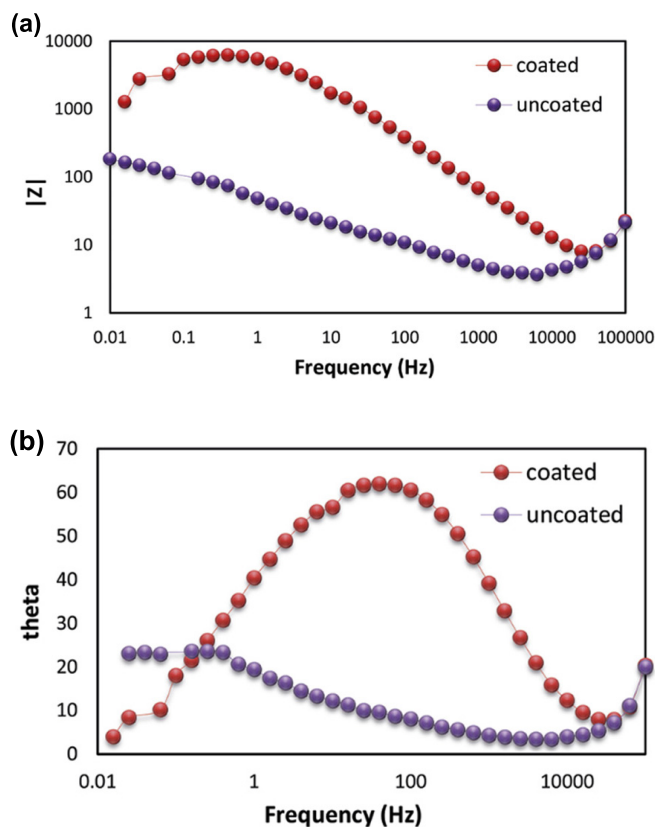 (a)
10000
1000
100
10
1
|Z|
coated
uncoated
0.01 0.1 1 10 100 1000 10000 100000
Frequency (Hz)
(b)
70
60
50
40
30
20
10
0
theta
coated
uncoated
0.01 1 100 10000
Frequency (Hz)